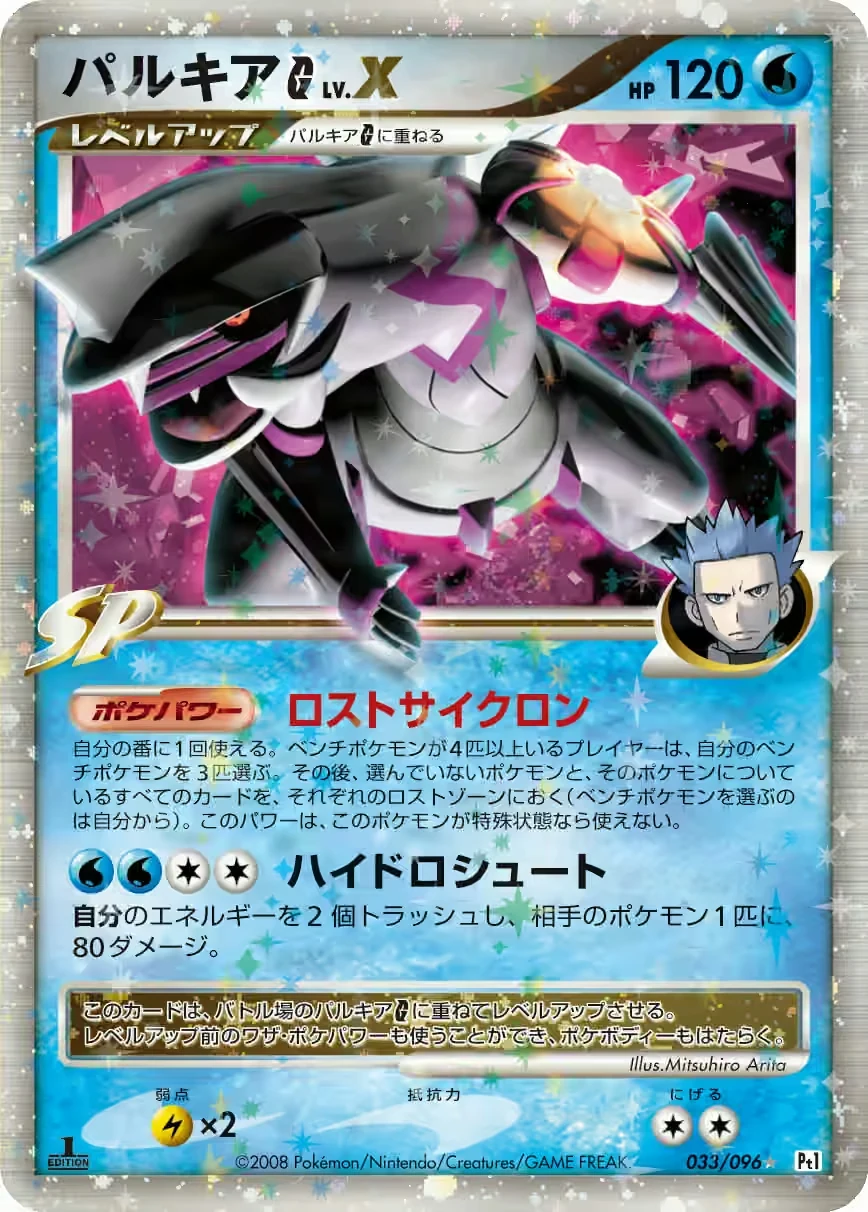 パルキアG LV.X
HP 120
レベルアップ パルキアGに重ねる
SP
ポケパワー ロストサイクロン
自分の番に1回使える。ベンチポケモンが4匹以上いるプレイヤーは、自分のベン
チポケモンを3匹選ぶ。その後、選んでいないポケモンと、そのポケモンについて
いるすべてのカードを、それぞれのロストゾーンにおく(ベンチポケモンを選ぶの
は自分から)。このパワーは、このポケモンが特殊状態なら使えない。
ハイドロシュート
自分のエネルギーを2個トラッシュし、相手のポケモン1匹に、
80ダメージ。
このカードは、バトル場のパルキアGに重ねてレベルアップさせる。
レベルアップ前のワザ・ポケパワーも使うことができ、ポケボディーもはたらく。
Illus.Mitsuhiro Arita
弱点 抵抗力 にげる
×2
1 EDITION
©2008 Pokémon/Nintendo/Creatures/GAME FREAK.
033/096 ★ Pt1